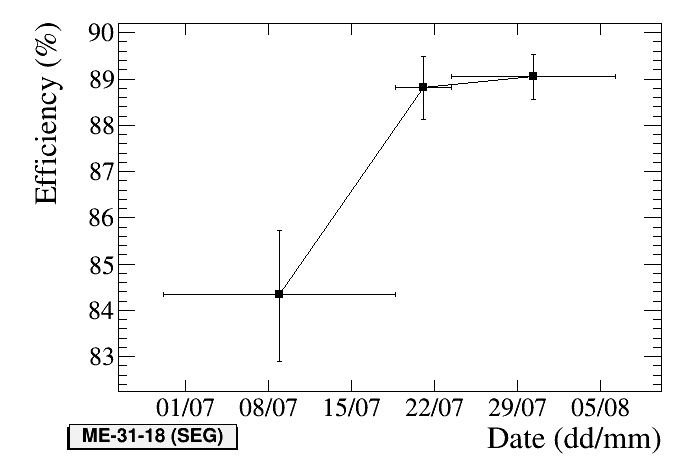 Efficiency (%)
90
89
88
87
86
85
84
83
01/07 08/07 15/07 22/07 29/07 05/08
ME-31-18 (SEG)
Date (dd/mm)